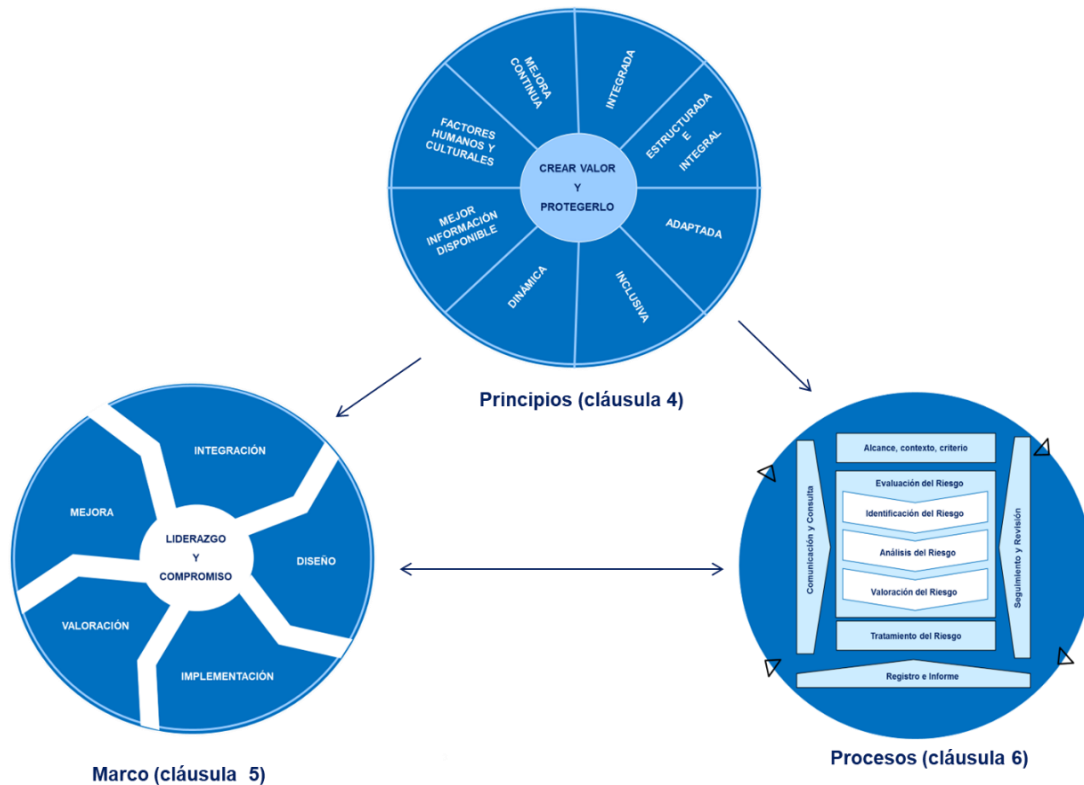 MEJORA
CONTINUA
INTEGRADA
ESTRUCTURADA
E
INTEGRAL
ADAPTADA
INCLUSIVA
DINÁMICA
MEJOR
INFORMACIÓN
DISPONIBLE
FACTORES
HUMANOS Y
CULTURALES
CREAR VALOR
Y
PROTEGERLO
Principios (cláusula 4)
INTEGRACIÓN
DISEÑO
IMPLEMENTACIÓN
VALORACIÓN
MEJORA
LIDERAZGO
Y
COMPROMISO
Marco (cláusula 5)
Alcance, contexto, criterio
Evaluación del Riesgo
Identificación del Riesgo
Análisis del Riesgo
Valoración del Riesgo
Tratamiento del Riesgo
Comunicación y Consulta
Seguimiento y Revisión
Registro e Informe
Procesos (cláusula 6)